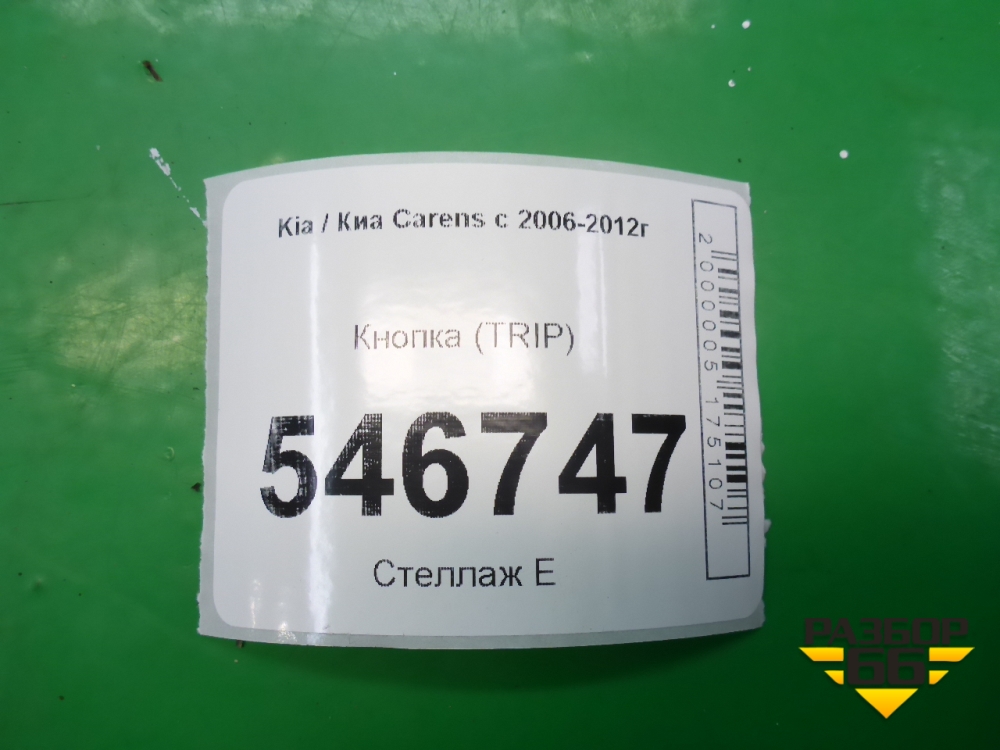 Kia / Киа Carens с 2006-2012г
Кнопка (TRIP)
546747
Стеллаж Е
2000005175107
РАЗБОР
66